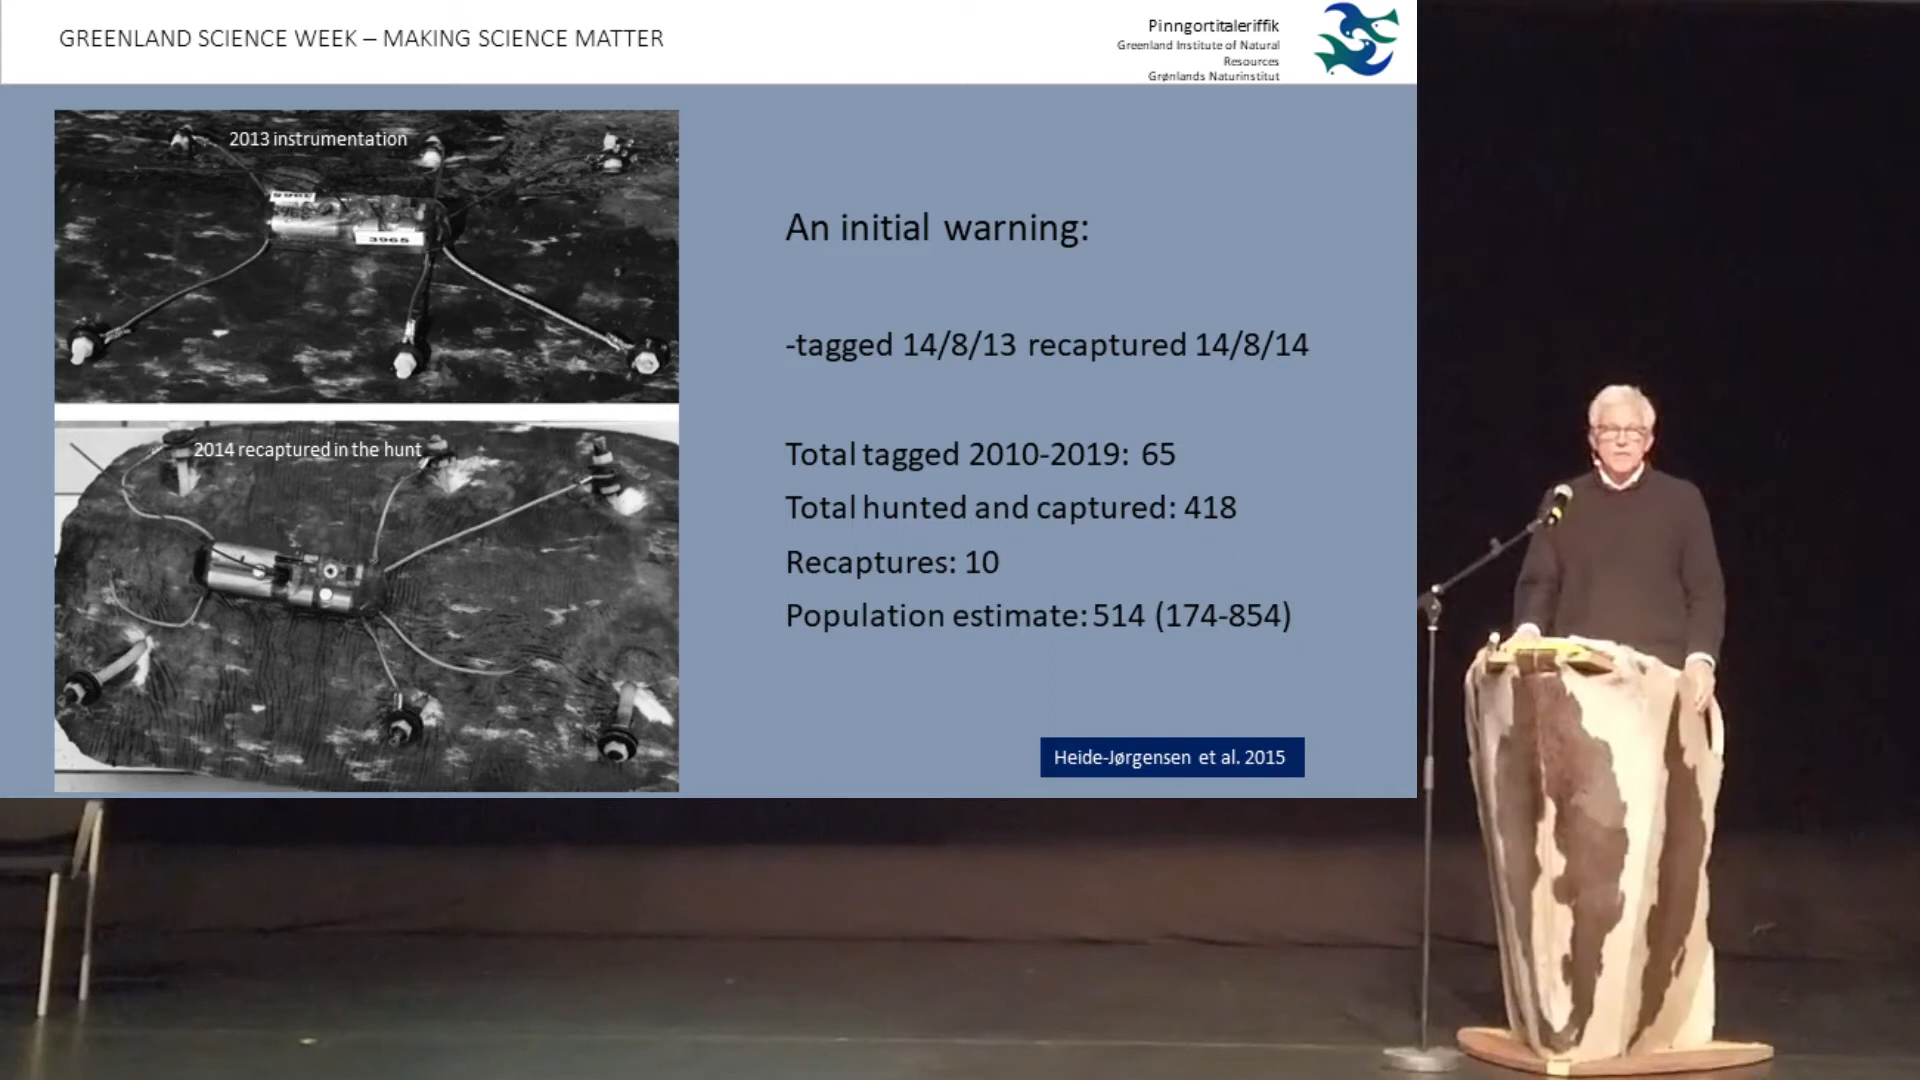 GREENLAND SCIENCE WEEK – MAKING SCIENCE MATTER
Pinngortitaleriffik
Greenland Institute of Natural
Resources
Grønlands Naturinstitut
2013 instrumentation
3965
2014 recaptured in the hunt
An initial warning:
-tagged 14/8/13 recaptured 14/8/14
Total tagged 2010-2019: 65
Total hunted and captured: 418
Recaptures: 10
Population estimate: 514 (174-854)
Heide-Jørgensen et al. 2015